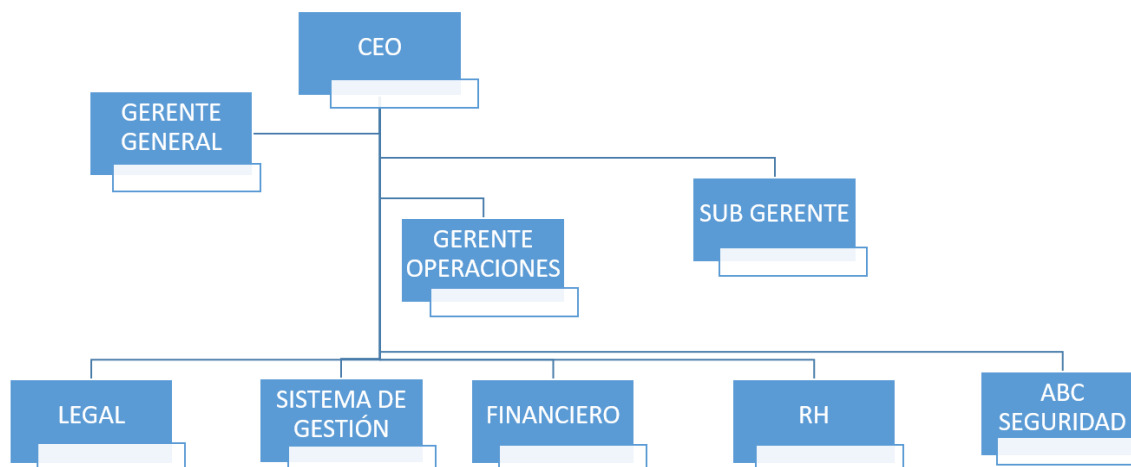 CEO
GERENTE
GENERAL
SUB GERENTE
GERENTE
OPERACIONES
LEGAL
SISTEMA DE
GESTIÓN
FINANCIERO
RH
ABC
SEGURIDAD